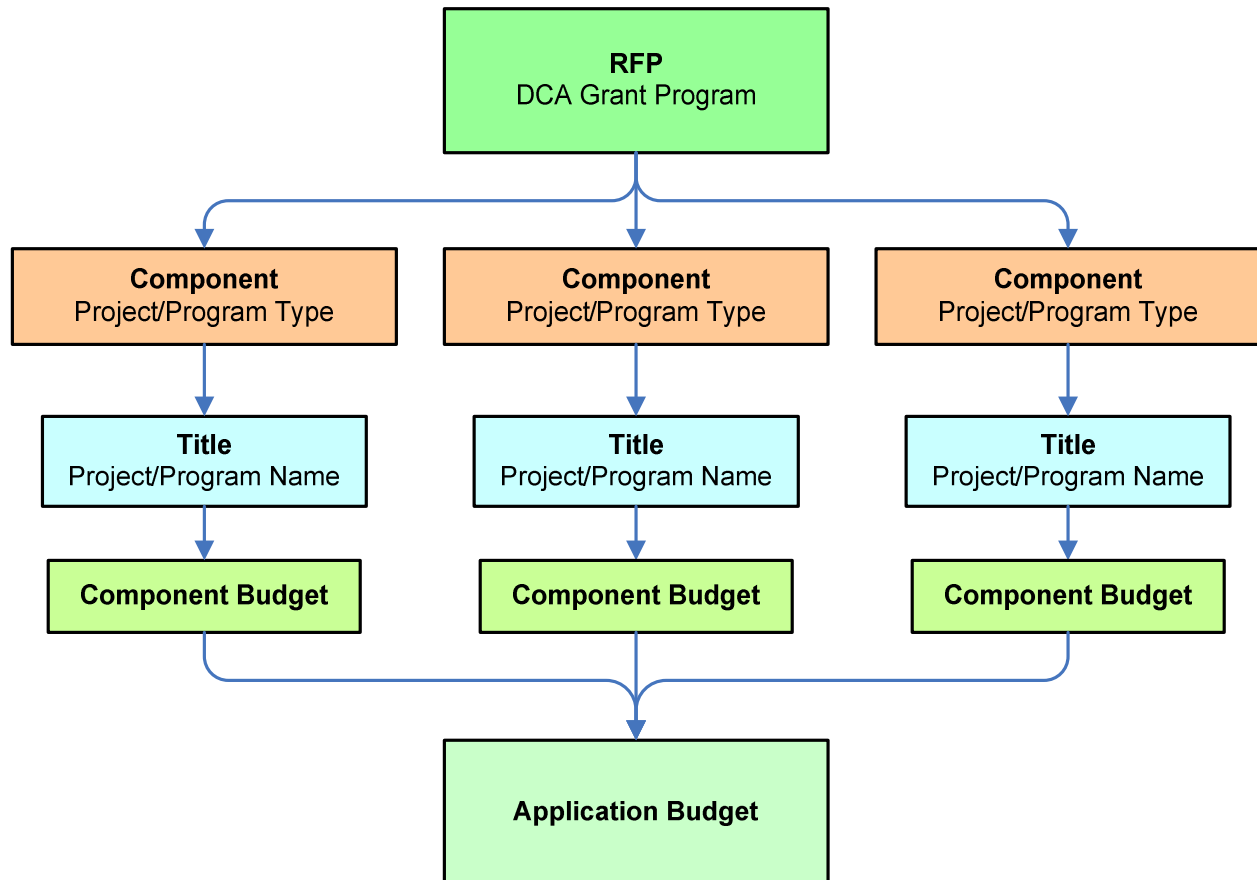 RFP
DCA Grant Program
Component
Project/Program Type
Component
Project/Program Type
Component
Project/Program Type
Title
Project/Program Name
Title
Project/Program Name
Title
Project/Program Name
Component Budget
Component Budget
Component Budget
Application Budget